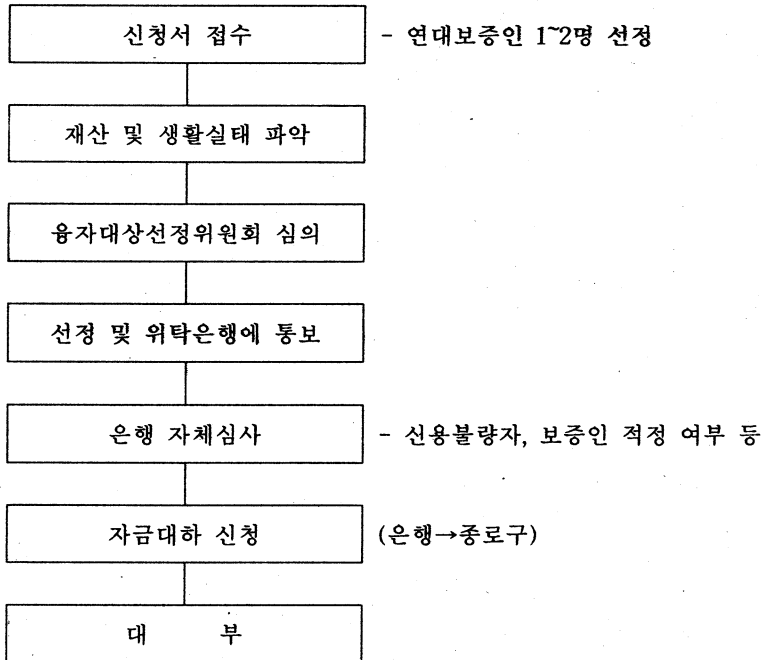 신청서 접수 - 연대보증인 1~2명 선정
재산 및 생활실태 파악
융자대상선정위원회 심의
선정 및 위탁은행에 통보
은행 자체심사 - 신용불량자, 보증인 적정 여부 등
자금대하 신청 (은행→종로구)
대 부